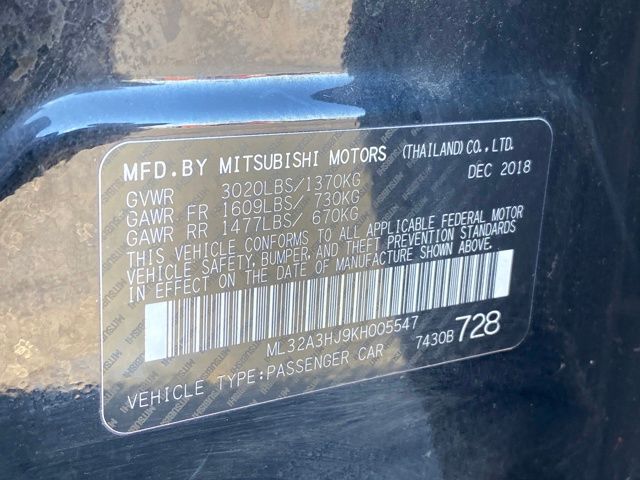 MFD.BY MITSUBISHI MOTORS (THAILAND) CO., LTD.
GVWR 3020LBS/1370KG DEC 2018
GAWR FR 1609LBS/ 730KG
GAWR RR 1477LBS/ 670KG
THIS VEHICLE CONFORMS TO ALL APPLICABLE FEDERAL MOTOR
VEHICLE SAFETY, BUMPER, AND THEFT PREVENTION STANDARDS
IN EFFECT ON THE DATE OF MANUFACTURE SHOWN ABOVE.
ML32A3HJ9KH005547 7430B 728
VEHICLE TYPE:PASSENGER CAR